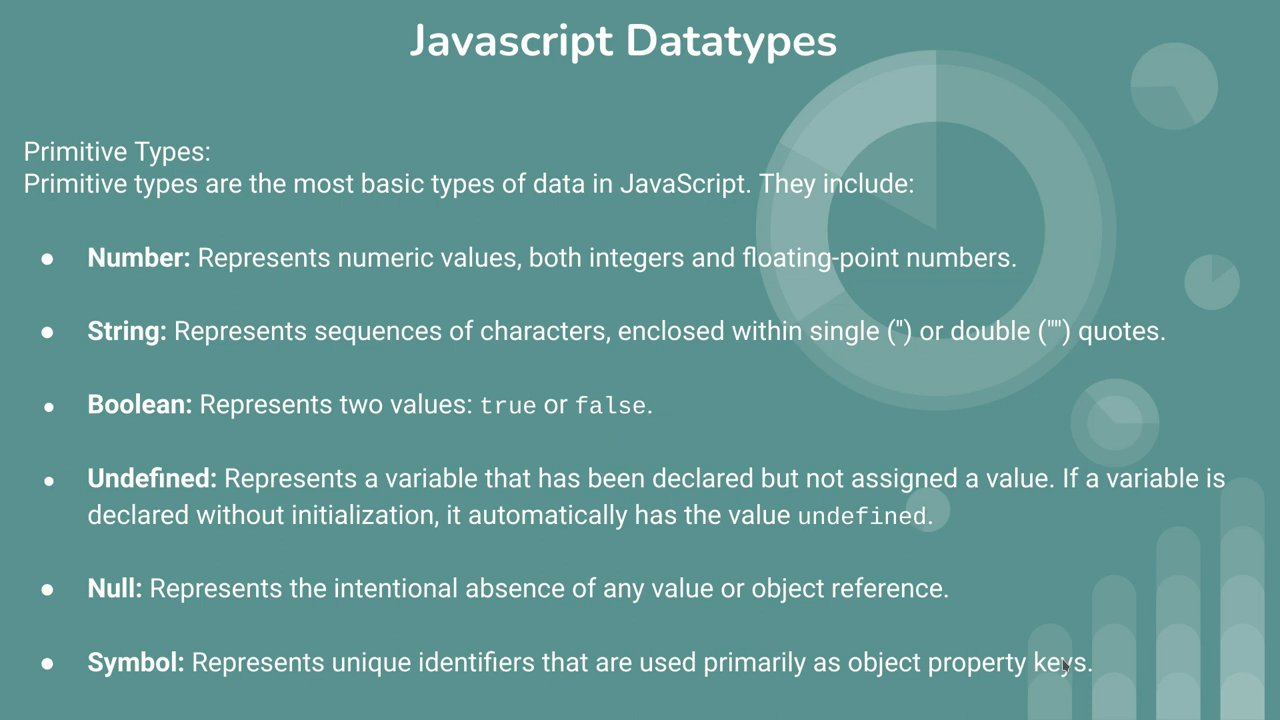 Javascript Datatypes
Primitive Types:
Primitive types are the most basic types of data in JavaScript. They include:
● Number: Represents numeric values, both integers and floating-point numbers.
● String: Represents sequences of characters, enclosed within single ('') or double ("") quotes.
● Boolean: Represents two values: true or false.
● Undefined: Represents a variable that has been declared but not assigned a value. If a variable is
declared without initialization, it automatically has the value undefined.
● Null: Represents the intentional absence of any value or object reference.
● Symbol: Represents unique identifiers that are used primarily as object property keys.